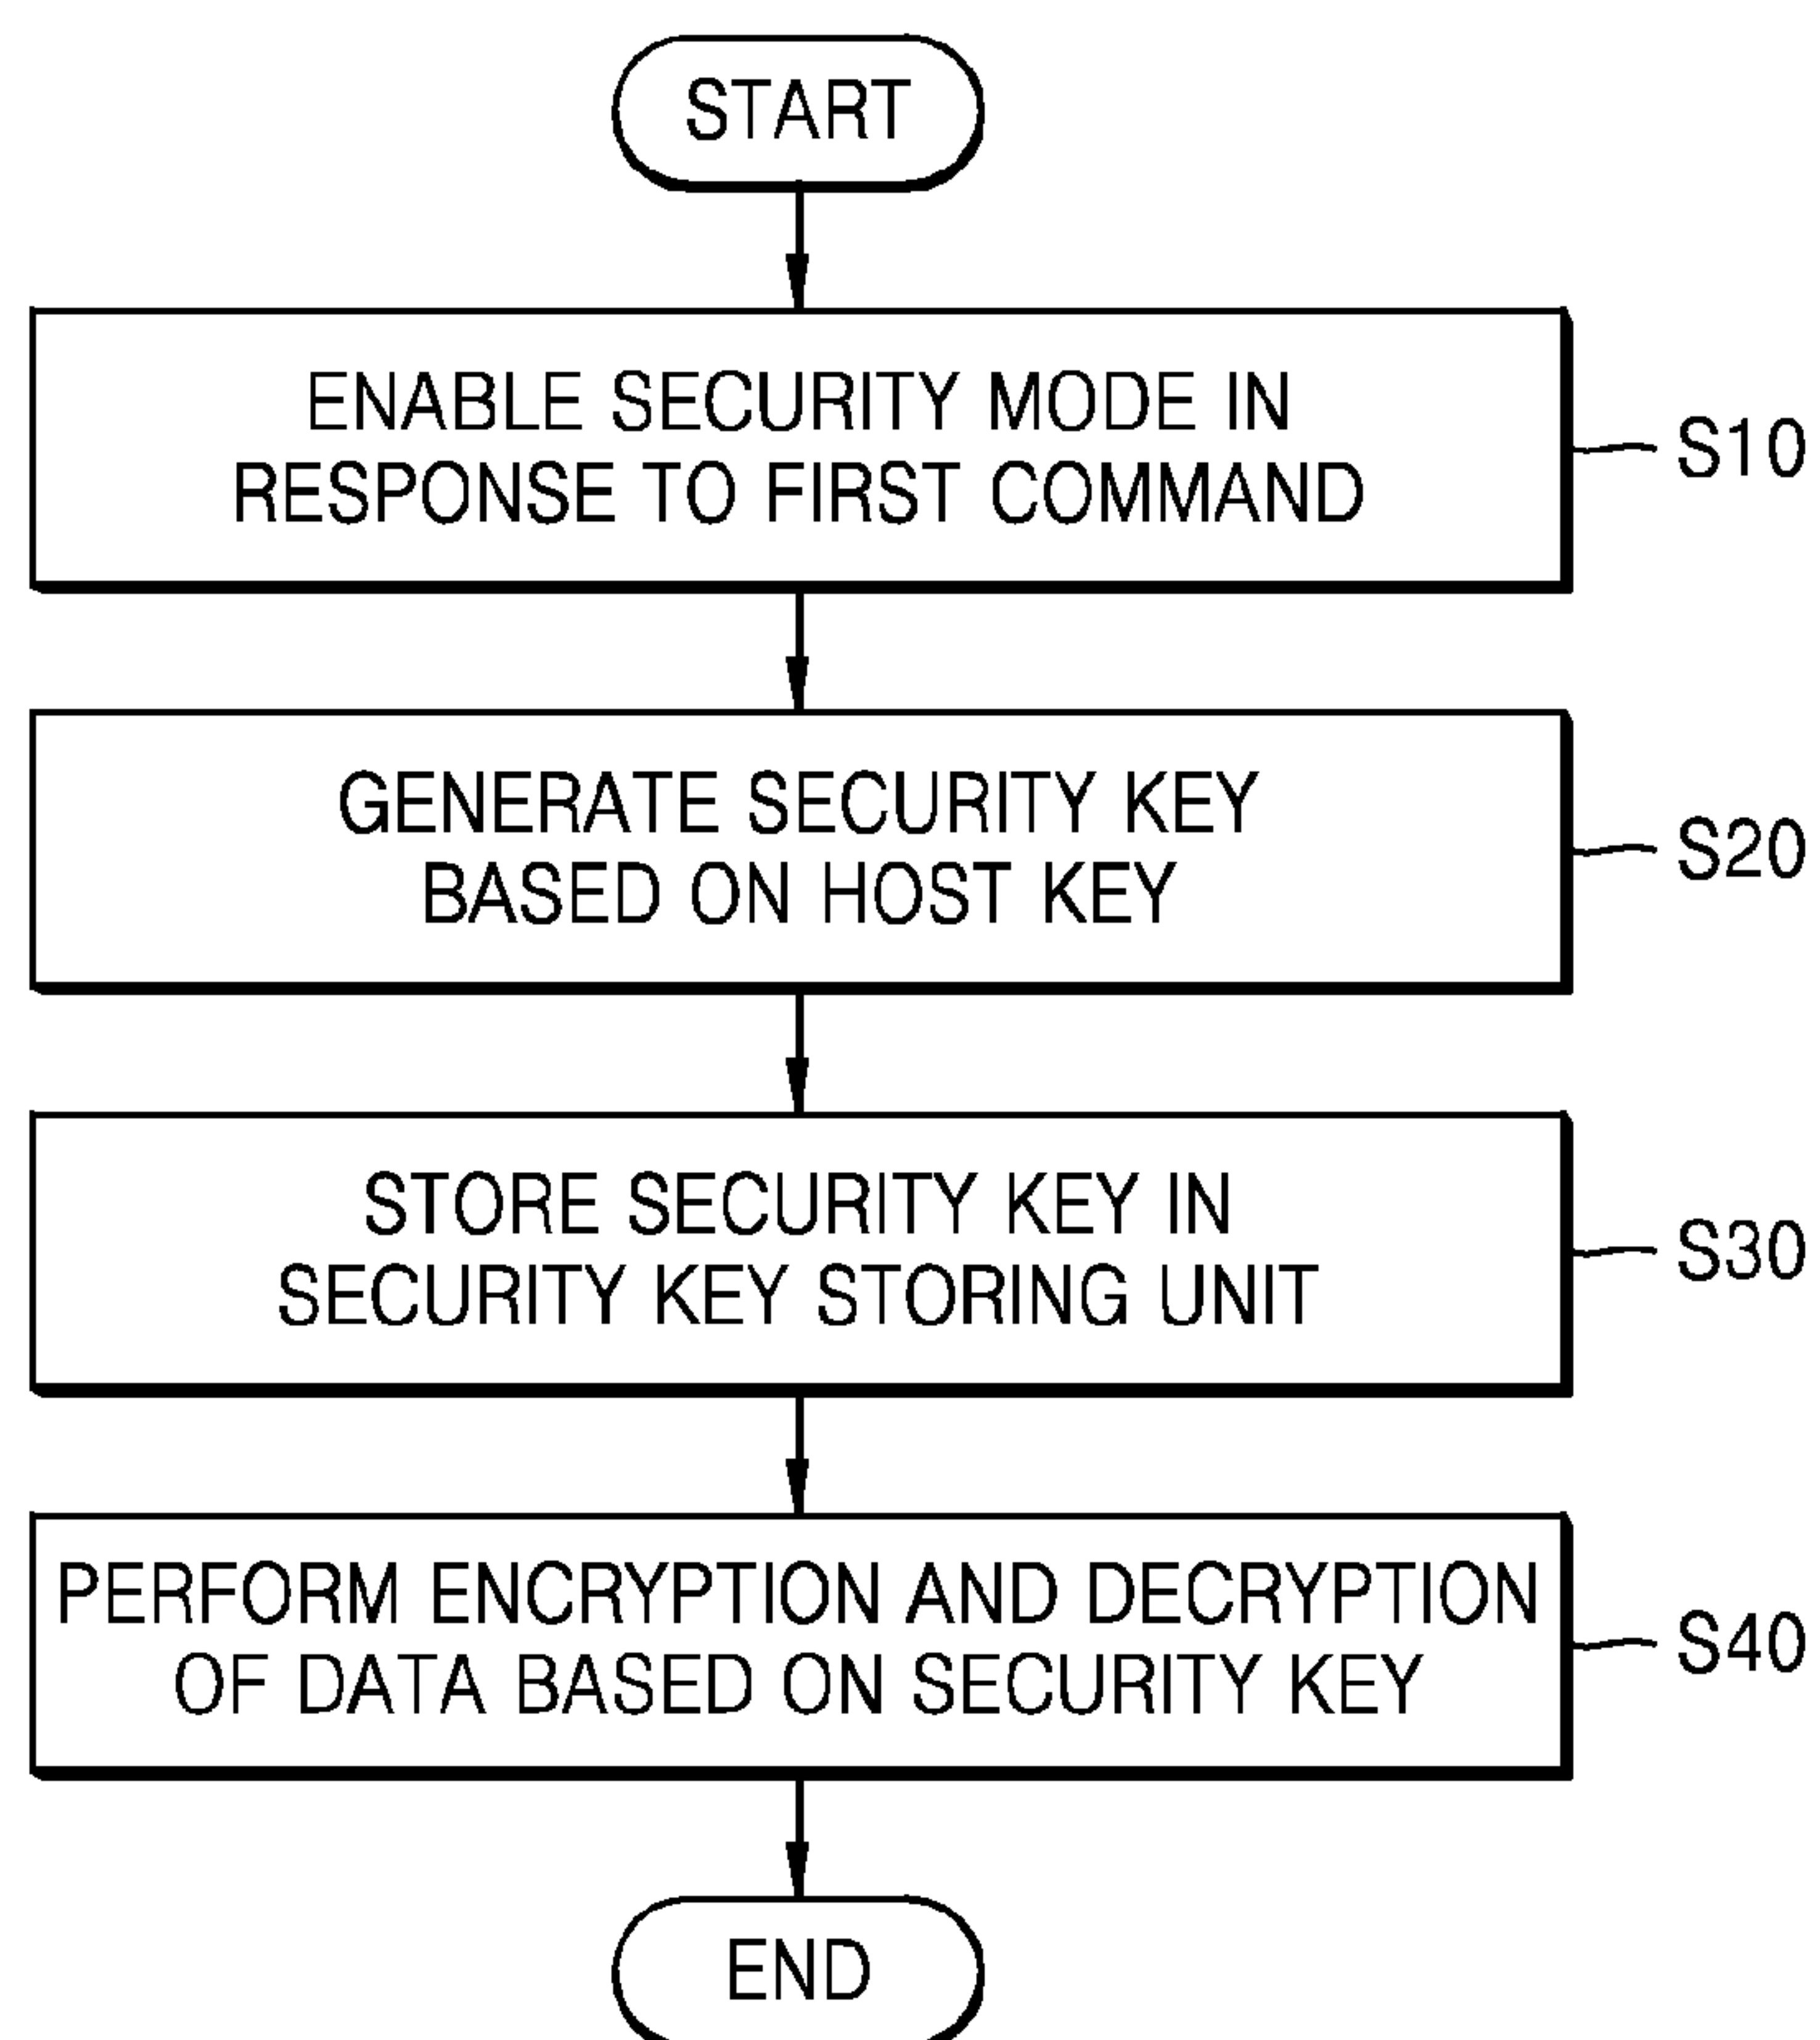 START
ENABLE SECURITY MODE IN
RESPONSE TO FIRST COMMAND
S10
GENERATE SECURITY KEY
BASED ON HOST KEY
S20
STORE SECURITY KEY IN
SECURITY KEY STORING UNIT
S30
PERFORM ENCRYPTION AND DECRYPTION
OF DATA BASED ON SECURITY KEY
S40
END